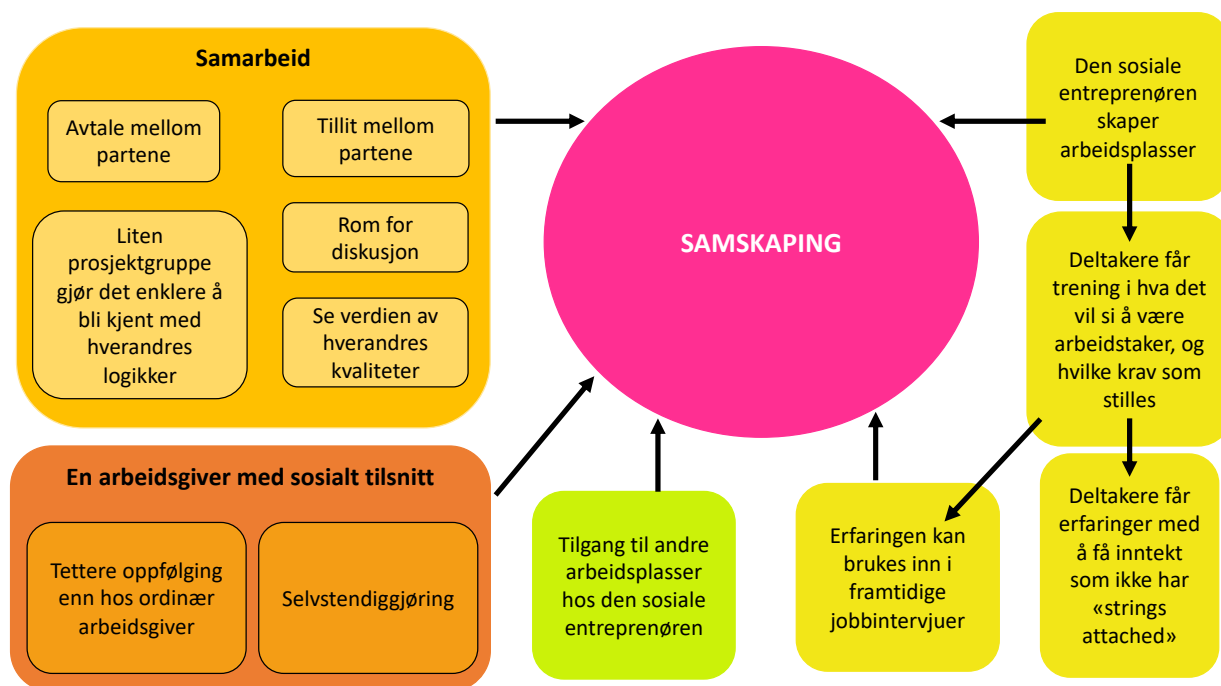 Samarbeid
Avtale mellom
partene
Tillit mellom
partene
Liten
prosjektgruppe
gjør det enklere å
bli kjent med
hverandres
logikker
Rom for
diskusjon
Se verdien av
hverandres
kvaliteter
SAMSKAPING
Den sosiale
entreprenøren
skaper
arbeidsplasser
Deltakere får
trening i hva det
vil si å være
arbeidstaker, og
hvilke krav som
stilles
En arbeidsgiver med sosialt tilsnitt
Tettere oppfølging
enn hos ordinær
arbeidsgiver
Selvstendiggjøring
Tilgang til andre
arbeidsplasser
hos den sosiale
entreprenøren
Erfaringen kan
brukes inn i
framtidige
jobbintervjuer
Deltakere får
erfaringer med
å få inntekt
som ikke har
«strings
attached»